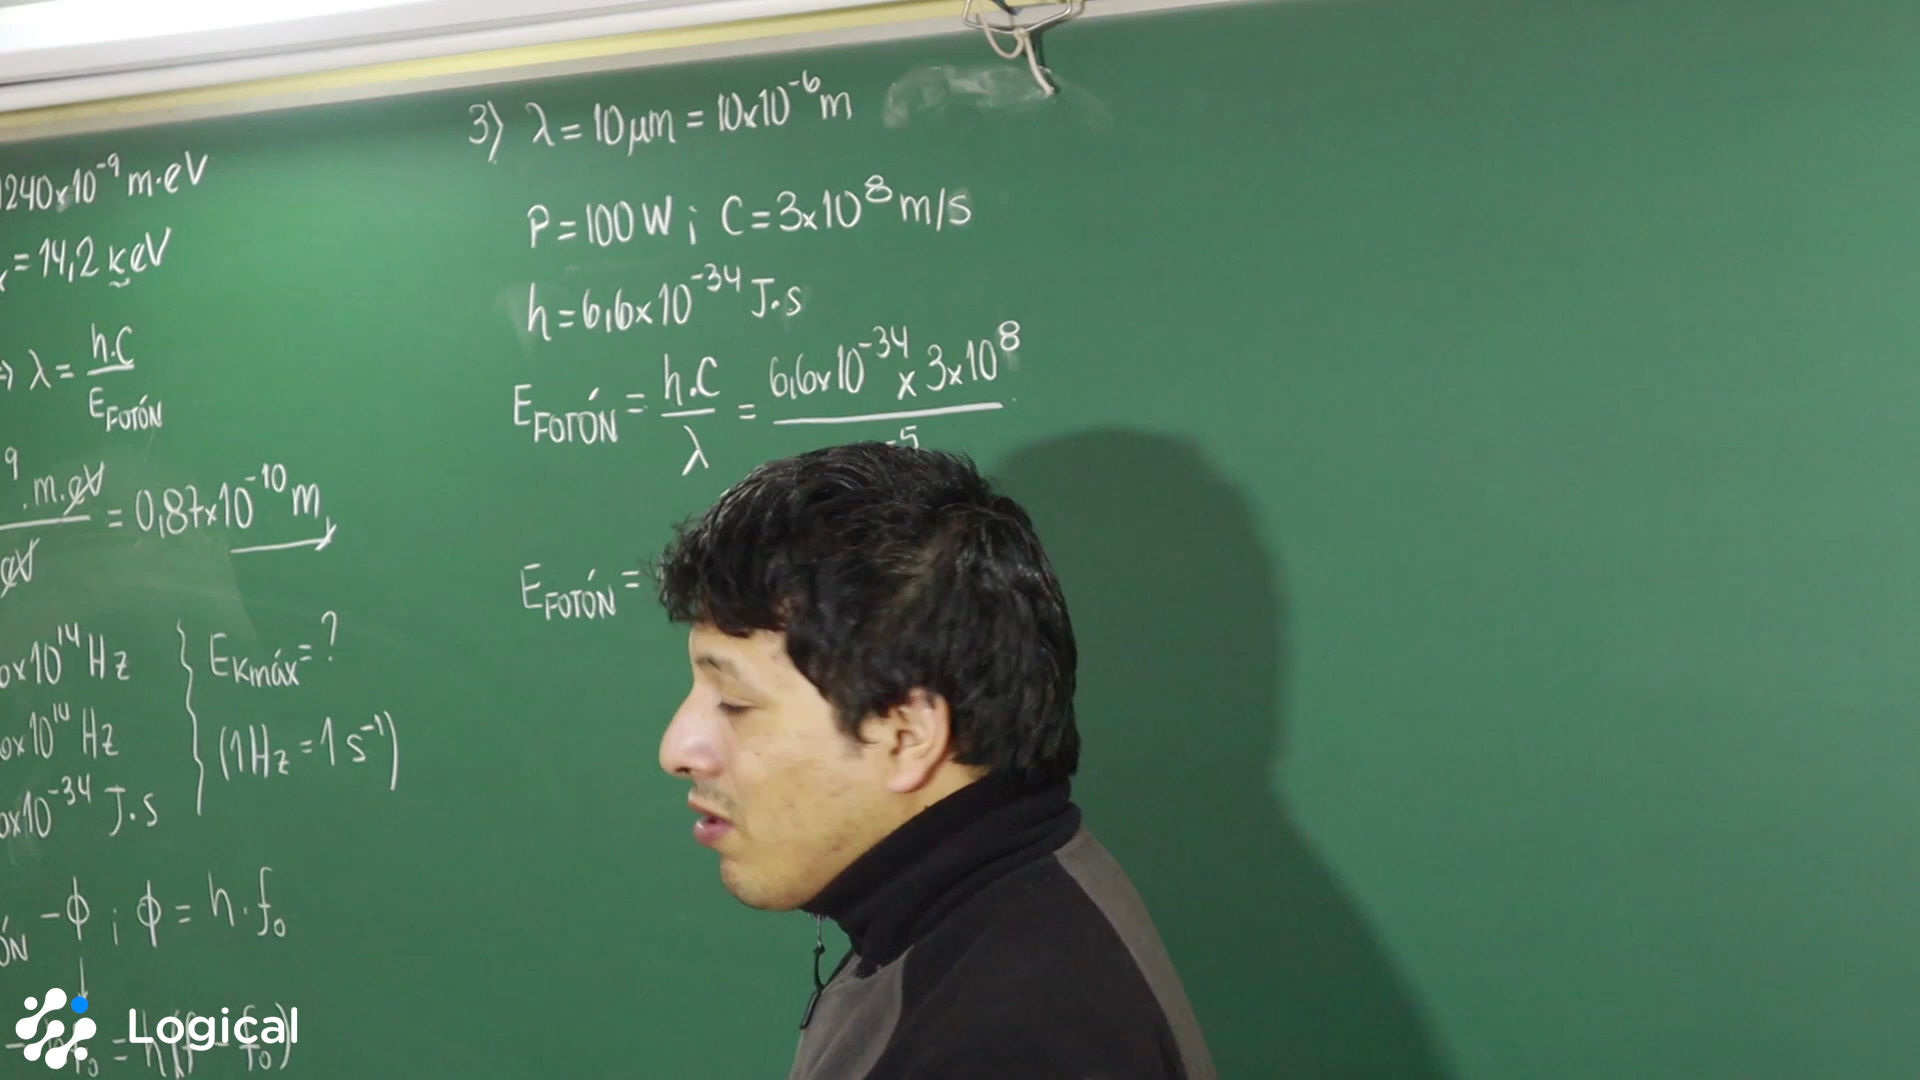 1240x10⁻⁹ m·eV
= 14,2 keV
λ = h.C / E_FOTÓN
m.eV
= 0,87x10⁻¹⁰ m
eV
x10¹⁴ Hz
x10¹⁴ Hz
x10⁻³⁴ J·s
E_Kmáx = ?
(1Hz = 1 s⁻¹)
-ϕ ; ϕ = h·f₀
= h(f - f₀)
3) λ = 10 μm = 10x10⁻⁶ m
P = 100 W ; C = 3x10⁸ m/s
h = 6,6x10⁻³⁴ J·s
E_FOTÓN = h.C / λ = 6,6x10⁻³⁴ x 3x10⁸
-5
E_FOTÓN =
Logical